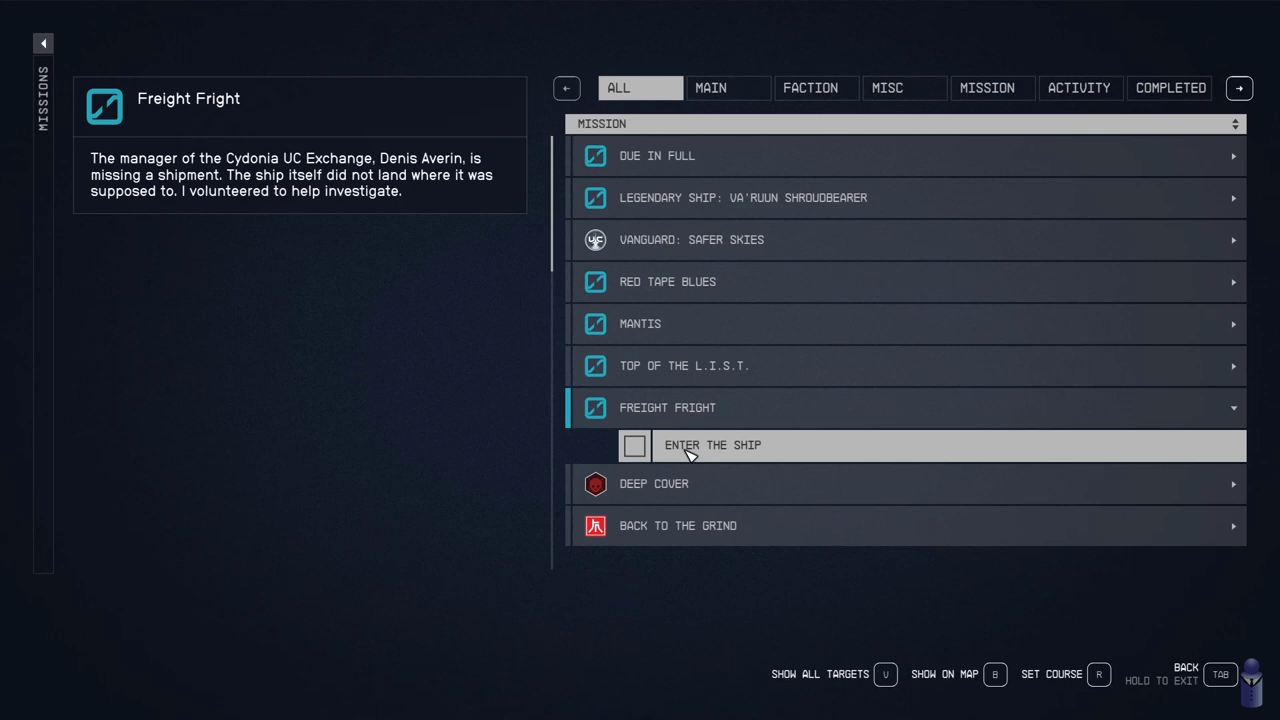 MISSIONS
Freight Fright
The manager of the Cydonia UC Exchange, Denis Averin, is
missing a shipment. The ship itself did not land where it was
supposed to. I volunteered to help investigate.
ALL MAIN FACTION MISC MISSION ACTIVITY COMPLETED
MISSION
DUE IN FULL
LEGENDARY SHIP: VA'RUUN SHROUDBEARER
UC VANGUARD: SAFER SKIES
RED TAPE BLUES
MANTIS
TOP OF THE L.I.S.T.
FREIGHT FRIGHT
ENTER THE SHIP
DEEP COVER
BACK TO THE GRIND
SHOW ALL TARGETS V SHOW ON MAP B SET COURSE R BACK TAB
HOLD TO EXIT